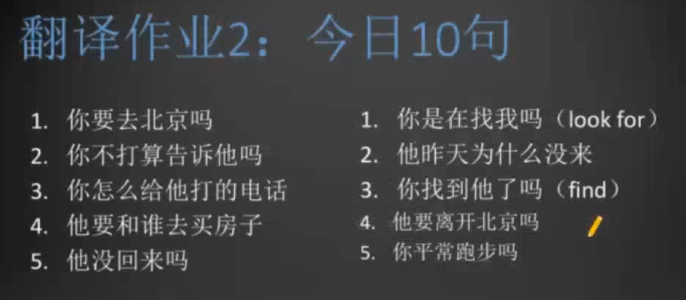 翻译作业2：今日10句
1. 你要去北京吗
2. 你不打算告诉他吗
3. 你怎么给他打的电话
4. 他要和谁去买房子
5. 他没回来吗
1. 你是在找我吗（look for）
2. 他昨天为什么没来
3. 你找到他了吗（find）
4. 他要离开北京吗
5. 你平常跑步吗